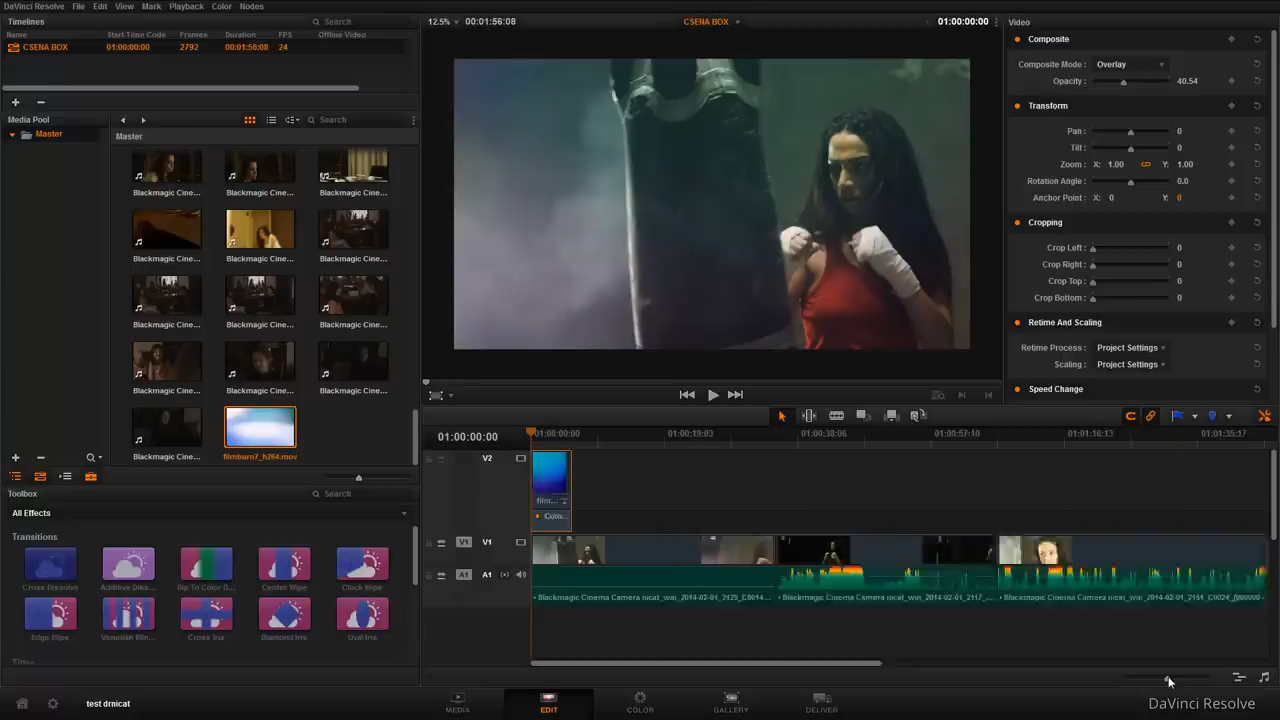 DaVinci Resolve File Edit View Mark Playback Color Nodes
Timelines
Search
Name Start Time Code Frames Duration FPS Offline Video
CSENA BOX 01:00:00:00 2792 00:01:56:08 24
Media Pool
Search
Master
Master
Blackmagic Cine... Blackmagic Cine... Blackmagic Cine...
Blackmagic Cine... Blackmagic Cine... Blackmagic Cine...
Blackmagic Cine... Blackmagic Cine... Blackmagic Cine...
Blackmagic Cine... Blackmagic Cine... Blackmagic Cine...
Blackmagic Cine... filmburn7_h264.mov
Toolbox
Search
All Effects
Transitions
Cross Dissolve Additive Diss... Dip To Color D... Center Wipe Clock Wipe
Edge Wipe Venetian Blin... Cross Iris Diamond Iris Oval Iris
Titles
12.5% 00:01:56:08 CSENA BOX 01:00:00:00
Video
Composite
Composite Mode : Overlay
Opacity : 40.54
Transform
Pan : 0
Tilt : 0
Zoom : X: 1.00 Y: 1.00
Rotation Angle : 0.0
Anchor Point : X: 0 Y: 0
Cropping
Crop Left : 0
Crop Right : 0
Crop Top : 0
Crop Bottom : 0
Retime And Scaling
Retime Process : Project Settings
Scaling : Project Settings
Speed Change
01:00:00:00
01:00:00:00 01:00:19:03 01:00:38:06 01:00:57:10 01:01:16:13 01:01:35:17
V2
film...
Com...
V1 V1
A1 A1
test drnicat
MEDIA EDIT COLOR GALLERY DELIVER
DaVinci Resolve